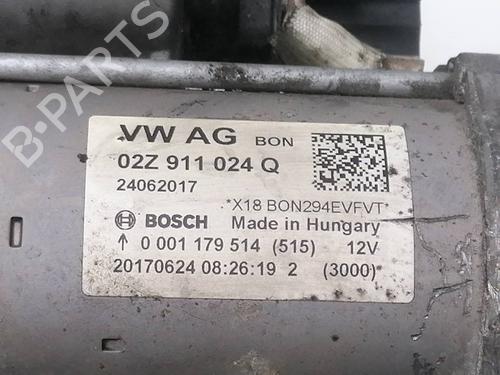 B-PARTS
VW AG BON
02Z 911 024 Q
24062017
*X18 BON294EVFVT*
BOSCH Made in Hungary
↑ 0 001 179 514 (515) 12V
20170624 08:26:19 2 (3000)